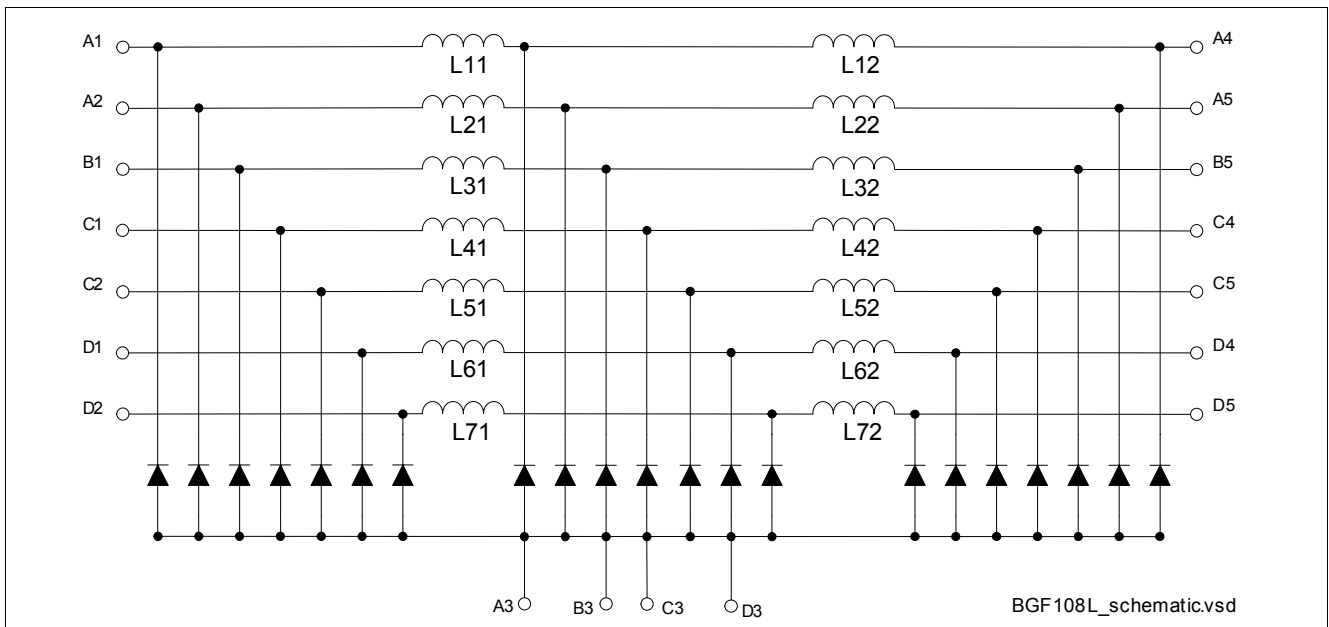 A1 L11 L12 A4
A2 L21 L22 A5
B1 L31 L32 B5
C1 L41 L42 C4
C2 L51 L52 C5
D1 L61 L62 D4
D2 L71 L72 D5
A3 B3 C3 D3
BGF108L_schematic.vsd